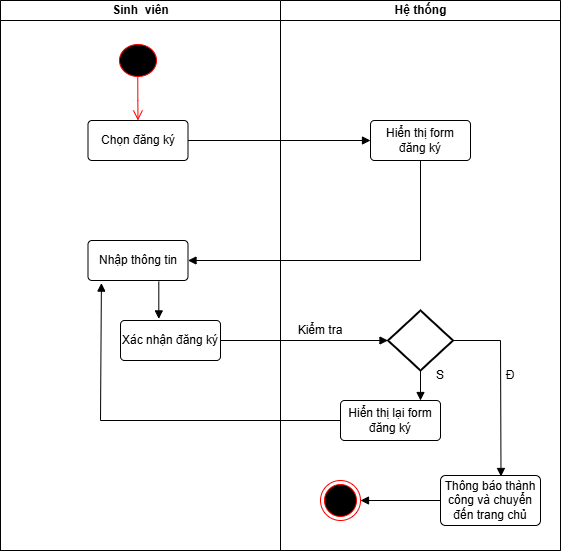 Sinh viên
Hệ thống
Chọn đăng ký
Hiển thị form
đăng ký
Nhập thông tin
Xác nhận đăng ký
Kiểm tra
S
Đ
Hiển thị lại form
đăng ký
Thông báo thành
công và chuyển
đến trang chủ